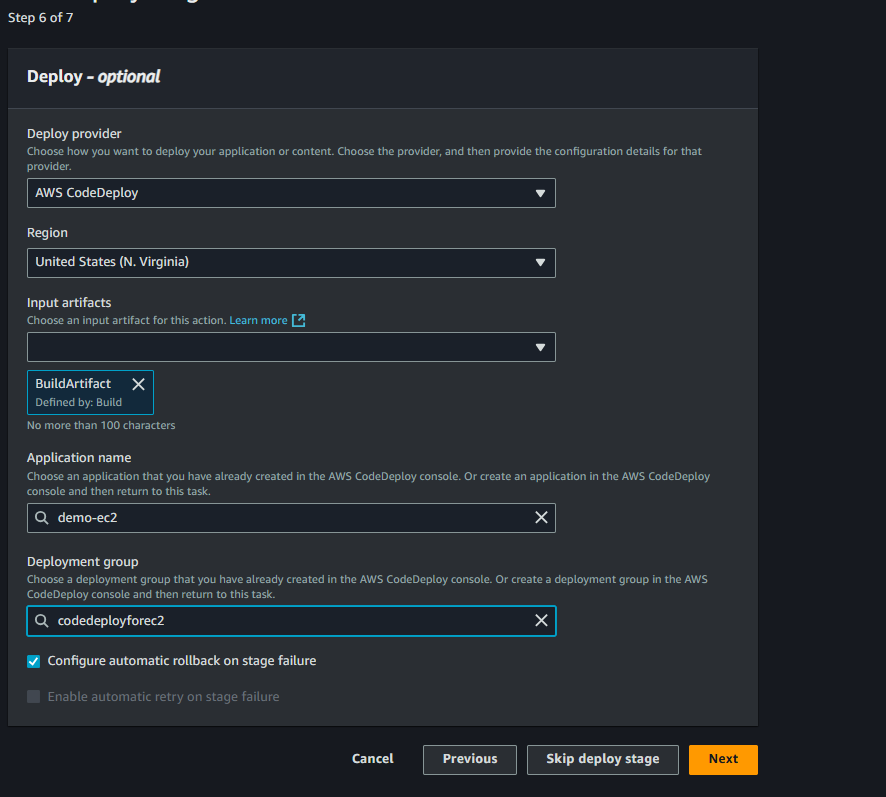 Step 6 of 7
Deploy - optional
Deploy provider
Choose how you want to deploy your application or content. Choose the provider, and then provide the configuration details for that
provider.
AWS CodeDeploy
Region
United States (N. Virginia)
Input artifacts
Choose an input artifact for this action. Learn more
BuildArtifact
Defined by: Build
No more than 100 characters
Application name
Choose an application that you have already created in the AWS CodeDeploy console. Or create an application in the AWS CodeDeploy
console and then return to this task.
demo-ec2
Deployment group
Choose a deployment group that you have already created in the AWS CodeDeploy console. Or create a deployment group in the AWS
CodeDeploy console and then return to this task.
codedeployforec2
Configure automatic rollback on stage failure
Enable automatic retry on stage failure
Cancel
Previous
Skip deploy stage
Next